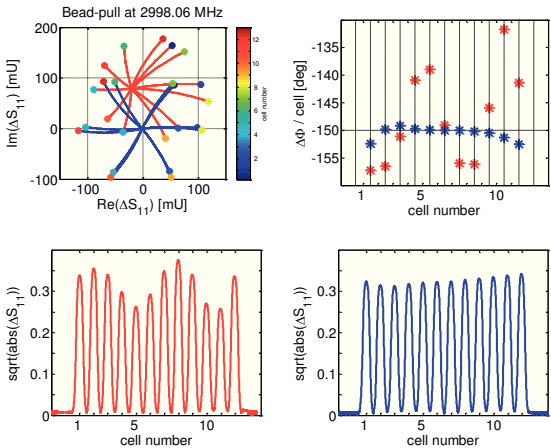 Bead-pull at 2998.06 MHz
200
100
0
-100
Im(ΔS11) [mU]
-100 0 100
Re(ΔS11) [mU]
12
10
8
6
4
2
cell number
-135
-140
-145
-150
-155
ΔΦ / cell [deg]
1 10
cell number
0.3
0.2
0.1
0
sqrt(abs(ΔS11))
1 5 10
cell number
0.3
0.2
0.1
0
sqrt(abs(ΔS11))
1 5 10
cell number